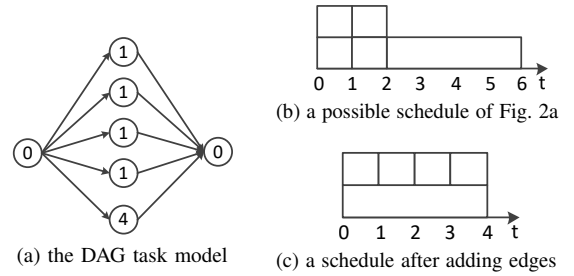 0
1
1
1
1
4
0
(a) the DAG task model
0 1 2 3 4 5 6 t
(b) a possible schedule of Fig. 2a
0 1 2 3 4 t
(c) a schedule after adding edges